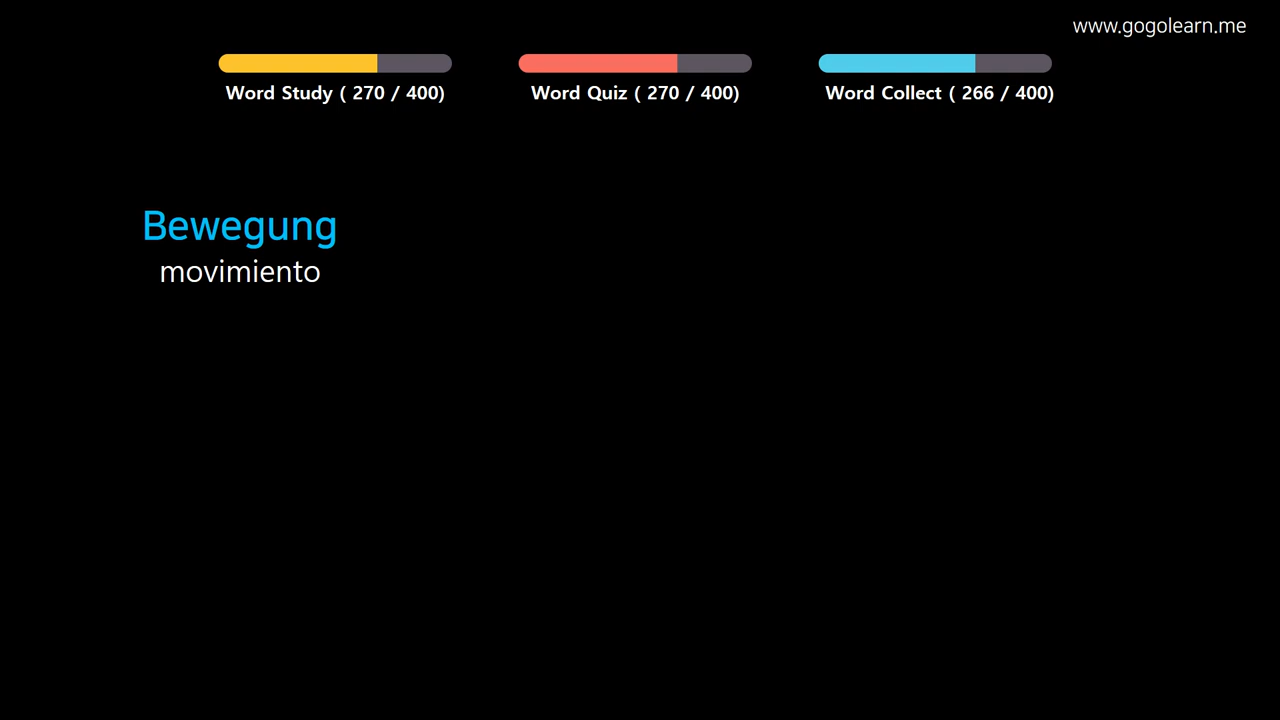 www.gogolearn.me
Word Study ( 270 / 400)
Word Quiz ( 270 / 400)
Word Collect ( 266 / 400)
Bewegung
movimiento